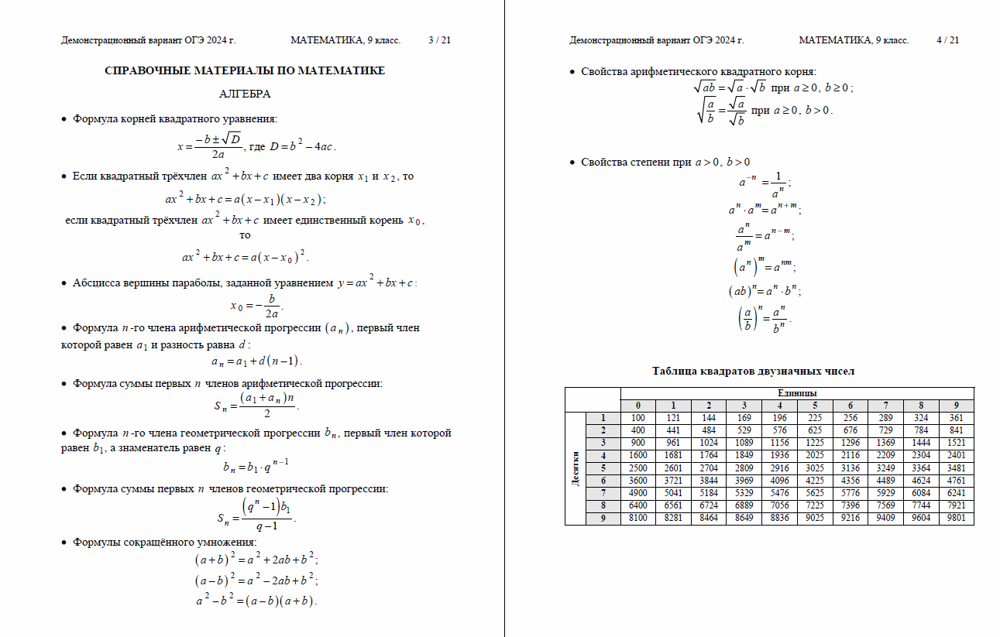 Демонстрационный вариант ОГЭ 2024 г. МАТЕМАТИКА, 9 класс. 3 / 21
СПРАВОЧНЫЕ МАТЕРИАЛЫ ПО МАТЕМАТИКЕ
АЛГЕБРА
• Формула корней квадратного уравнения:
x = (−b ± √D)/(2a), где D = b² − 4ac.
• Если квадратный трёхчлен ax² + bx + c имеет два корня x₁ и x₂, то
ax² + bx + c = a(x − x₁)(x − x₂);
если квадратный трёхчлен ax² + bx + c имеет единственный корень x₀,
то
ax² + bx + c = a(x − x₀)².
• Абсцисса вершины параболы, заданной уравнением y = ax² + bx + c:
x₀ = −b/(2a).
• Формула n-го члена арифметической прогрессии (aₙ), первый член
которой равен a₁ и разность равна d:
aₙ = a₁ + d(n − 1).
• Формула суммы первых n членов арифметической прогрессии:
Sₙ = (a₁ + aₙ)n/2.
• Формула n-го члена геометрической прогрессии bₙ, первый член которой
равен b₁, а знаменатель равен q:
bₙ = b₁ · qⁿ⁻¹
• Формула суммы первых n членов геометрической прогрессии:
Sₙ = (qⁿ − 1)b₁/(q − 1).
• Формулы сокращённого умножения:
(a + b)² = a² + 2ab + b²;
(a − b)² = a² − 2ab + b²;
a² − b² = (a − b)(a + b).
Демонстрационный вариант ОГЭ 2024 г. МАТЕМАТИКА, 9 класс. 4 / 21
• Свойства арифметического квадратного корня:
√(ab) = √a · √b при a ≥ 0, b ≥ 0;
√(a/b) = √a/√b при a ≥ 0, b > 0.
• Свойства степени при a > 0, b > 0
a⁻ⁿ = 1/aⁿ;
aⁿ · aᵐ = aⁿ⁺ᵐ;
aⁿ/aᵐ = aⁿ⁻ᵐ;
(aⁿ)ᵐ = aⁿᵐ;
(ab)ⁿ = aⁿ · bⁿ;
(a/b)ⁿ = aⁿ/bⁿ.
Таблица квадратов двузначных чисел
Единицы
0 1 2 3 4 5 6 7 8 9
Десятки
1 100 121 144 169 196 225 256 289 324 361
2 400 441 484 529 576 625 676 729 784 841
3 900 961 1024 1089 1156 1225 1296 1369 1444 1521
4 1600 1681 1764 1849 1936 2025 2116 2209 2304 2401
5 2500 2601 2704 2809 2916 3025 3136 3249 3364 3481
6 3600 3721 3844 3969 4096 4225 4356 4489 4624 4761
7 4900 5041 5184 5329 5476 5625 5776 5929 6084 6241
8 6400 6561 6724 6889 7056 7225 7396 7569 7744 7921
9 8100 8281 8464 8649 8836 9025 9216 9409 9604 9801